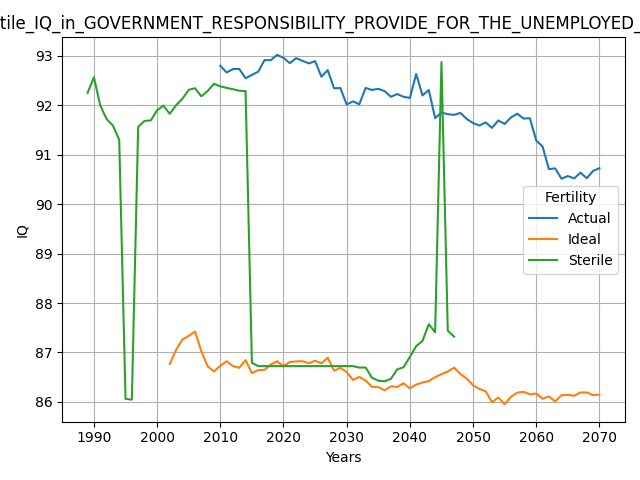 tile_IQ_in_GOVERNMENT_RESPONSIBILITY_PROVIDE_FOR_THE_UNEMPLOYED_
93
92
91
90
89
88
87
86
IQ
Fertility
Actual
Ideal
Sterile
1990
2000
2010
2020
2030
2040
2050
2060
2070
Years